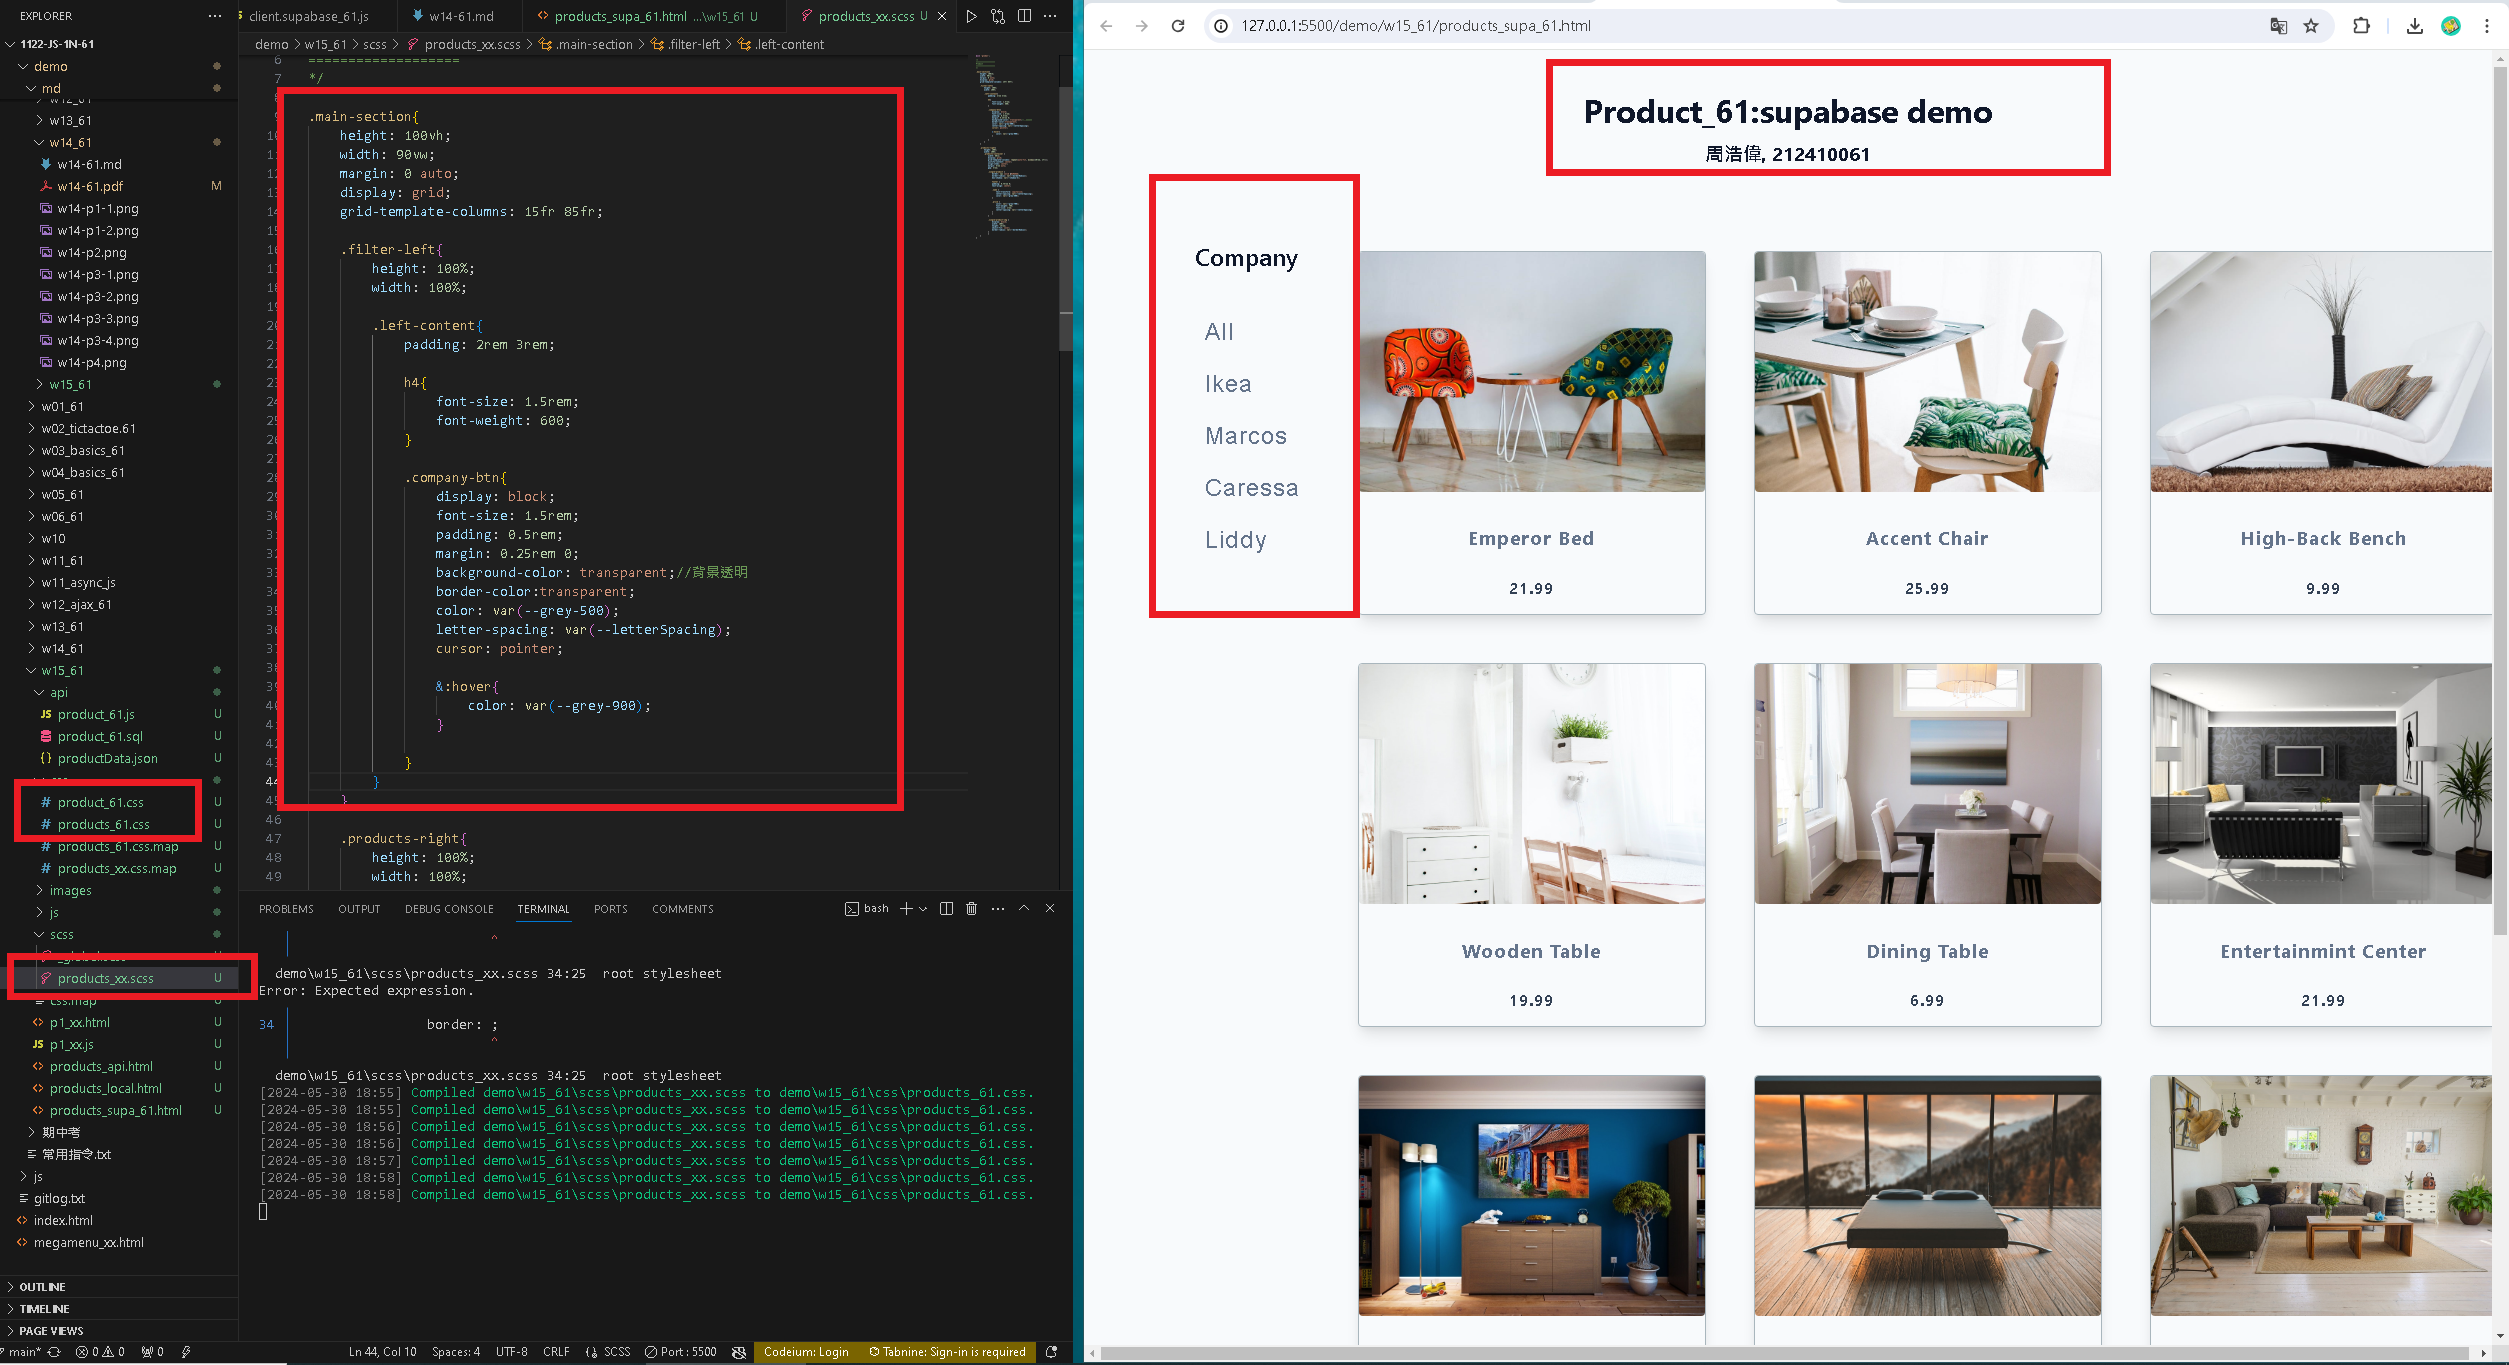 EXPLORER
1122-JS-1N-61
demo
md
w12_61
w13_61
w14_61
w14-61.md
w14-61.pdf M
w14-p1-1.png
w14-p1-2.png
w14-p2.png
w14-p3-1.png
w14-p3-2.png
w14-p3-3.png
w14-p3-4.png
w14-p4.png
w15_61
w01_61
w02_tictactoe.61
w03_basics_61
w04_basics_61
w05_61
w06_61
w10
w11_61
w11_async_js
w12_ajax_61
w13_61
w14_61
w15_61
api
product_61.js U
product_61.sql U
productData.json U
product_61.css U
products_61.css U
products_61.css.map U
products_xx.css.map U
images
js
scss
products_xx.scss U
css.map U
p1_xx.html U
p1_xx.js U
products_api.html U
products_local.html U
products_supa_61.html U
期中考
常用指令.txt
js
gitlog.txt
index.html
megamenu_xx.html
OUTLINE
TIMELINE
PAGE VIEWS
client.supabase_61.js
w14-61.md
products_supa_61.html ...\w15_61 U
products_xx.scss U
demo > w15_61 > scss > products_xx.scss > .main-section > .filter-left > .left-content
6 ===================
7 */
.main-section{
height: 100vh;
width: 90vw;
margin: 0 auto;
display: grid;
grid-template-columns: 15fr 85fr;
.filter-left{
height: 100%;
width: 100%;
.left-content{
padding: 2rem 3rem;
h4{
font-size: 1.5rem;
font-weight: 600;
}
.company-btn{
display: block;
font-size: 1.5rem;
padding: 0.5rem;
margin: 0.25rem 0;
background-color: transparent;//背景透明
border-color:transparent;
color: var(--grey-500);
letter-spacing: var(--letterSpacing);
cursor: pointer;
&:hover{
color: var(--grey-900);
}
}
}
}
46
47 .products-right{
48 height: 100%;
49 width: 100%;
PROBLEMS OUTPUT DEBUG CONSOLE TERMINAL PORTS COMMENTS
bash
^
demo\w15_61\scss\products_xx.scss 34:25 root stylesheet
Error: Expected expression.
34 border: ;
^
demo\w15_61\scss\products_xx.scss 34:25 root stylesheet
[2024-05-30 18:55] Compiled demo\w15_61\scss\products_xx.scss to demo\w15_61\css\products_61.css.
[2024-05-30 18:55] Compiled demo\w15_61\scss\products_xx.scss to demo\w15_61\css\products_61.css.
[2024-05-30 18:56] Compiled demo\w15_61\scss\products_xx.scss to demo\w15_61\css\products_61.css.
[2024-05-30 18:56] Compiled demo\w15_61\scss\products_xx.scss to demo\w15_61\css\products_61.css.
[2024-05-30 18:57] Compiled demo\w15_61\scss\products_xx.scss to demo\w15_61\css\products_61.css.
[2024-05-30 18:58] Compiled demo\w15_61\scss\products_xx.scss to demo\w15_61\css\products_61.css.
[2024-05-30 18:58] Compiled demo\w15_61\scss\products_xx.scss to demo\w15_61\css\products_61.css.
main* 0 0 0 Ln 44, Col 10 Spaces: 4 UTF-8 CRLF SCSS Port : 5500 Codeium: Login Tabnine: Sign-in is required
127.0.0.1:5500/demo/w15_61/products_supa_61.html
Product_61:supabase demo
周浩偉, 212410061
Company
All
Ikea
Marcos
Caressa
Liddy
Emperor Bed
21.99
Accent Chair
25.99
High-Back Bench
9.99
Wooden Table
19.99
Dining Table
6.99
Entertainmint Center
21.99